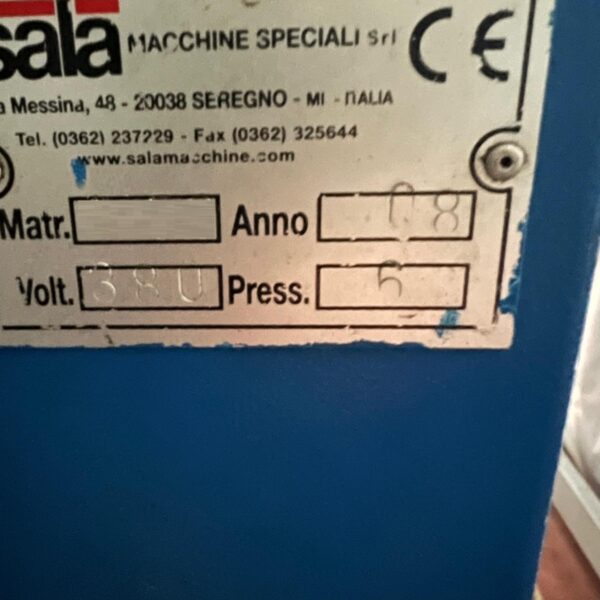 sala MACCHINE SPECIALI Srl CE
Messina, 48 - 20038 SEREGNO - MI - ITALIA
Tel. (0362) 237229 - Fax (0362) 325644
www.salamacchine.com
Matr. Anno 08
Volt. 380 Press.